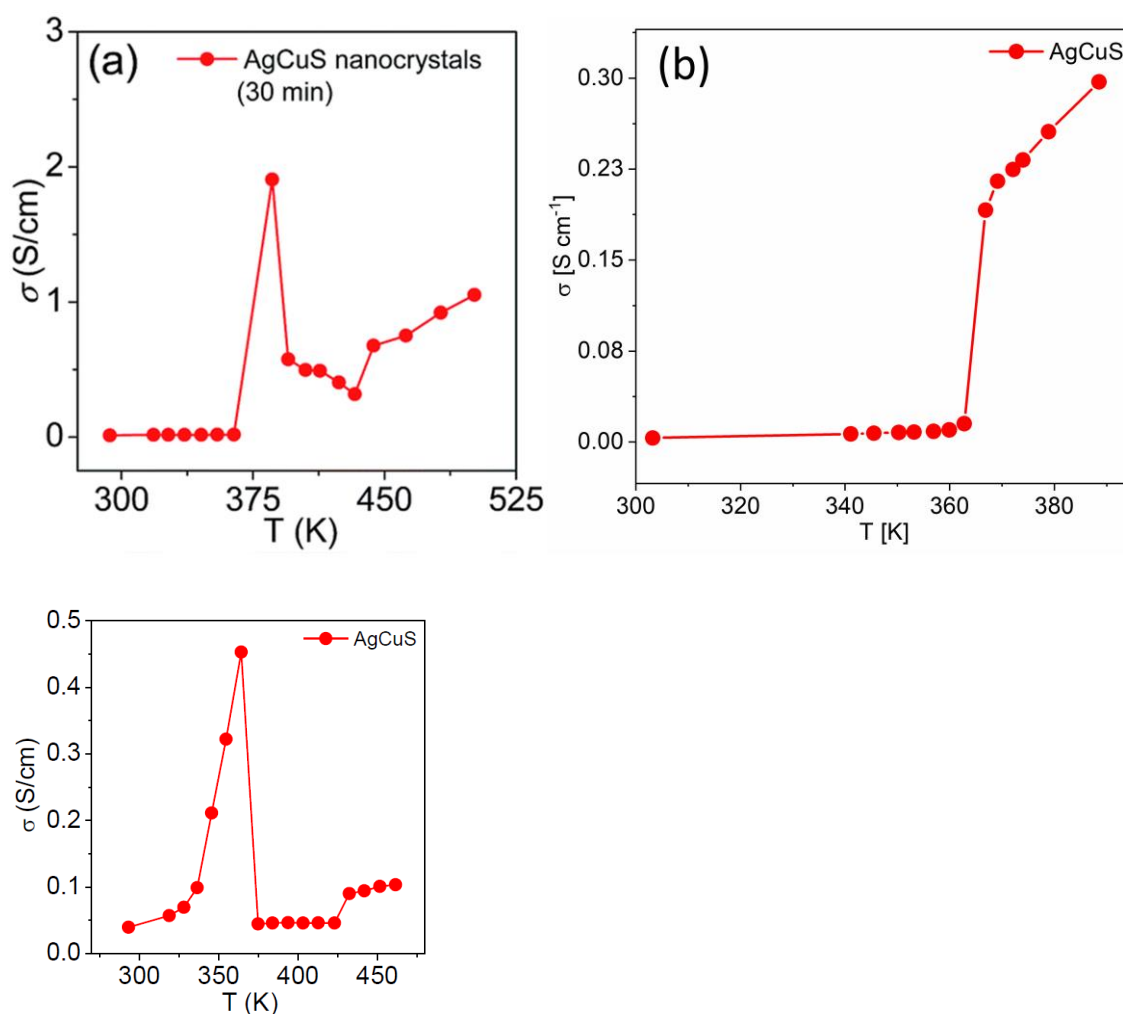 (a)
AgCuS nanocrystals
(30 min)
3
2
1
0
σ (S/cm)
300 375 450 525
T (K)
(b)
AgCuS
0.30
0.23
0.15
0.08
0.00
σ [S cm⁻¹]
300 320 340 360 380
T [K]
AgCuS
0.5
0.4
0.3
0.2
0.1
0.0
σ (S/cm)
300 350 400 450
T (K)